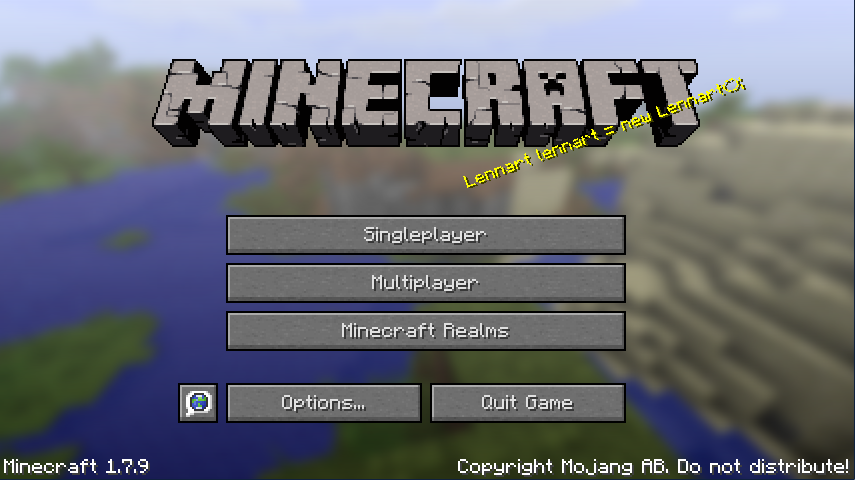 MINECRAFT
Lennart lennart = new Lennart();
Singleplayer
Multiplayer
Minecraft Realms
Options...
Quit Game
Minecraft 1.7.9
Copyright Mojang AB. Do not distribute!